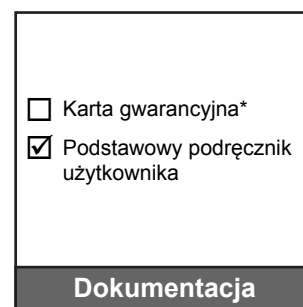 Karta gwarancyjna*
Podstawowy podręcznik
użytkownika
Dokumentacja